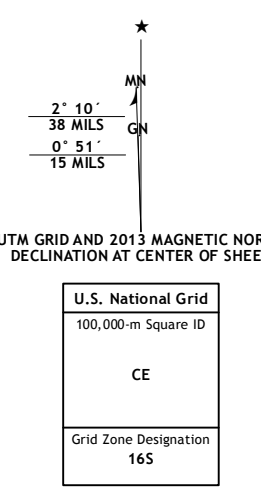 ★
MN
2° 10´
38 MILS
GN
0° 51´
15 MILS
UTM GRID AND 2013 MAGNETIC NOR
DECLINATION AT CENTER OF SHEE
U.S. National Grid
100,000-m Square ID
CE
Grid Zone Designation
16S